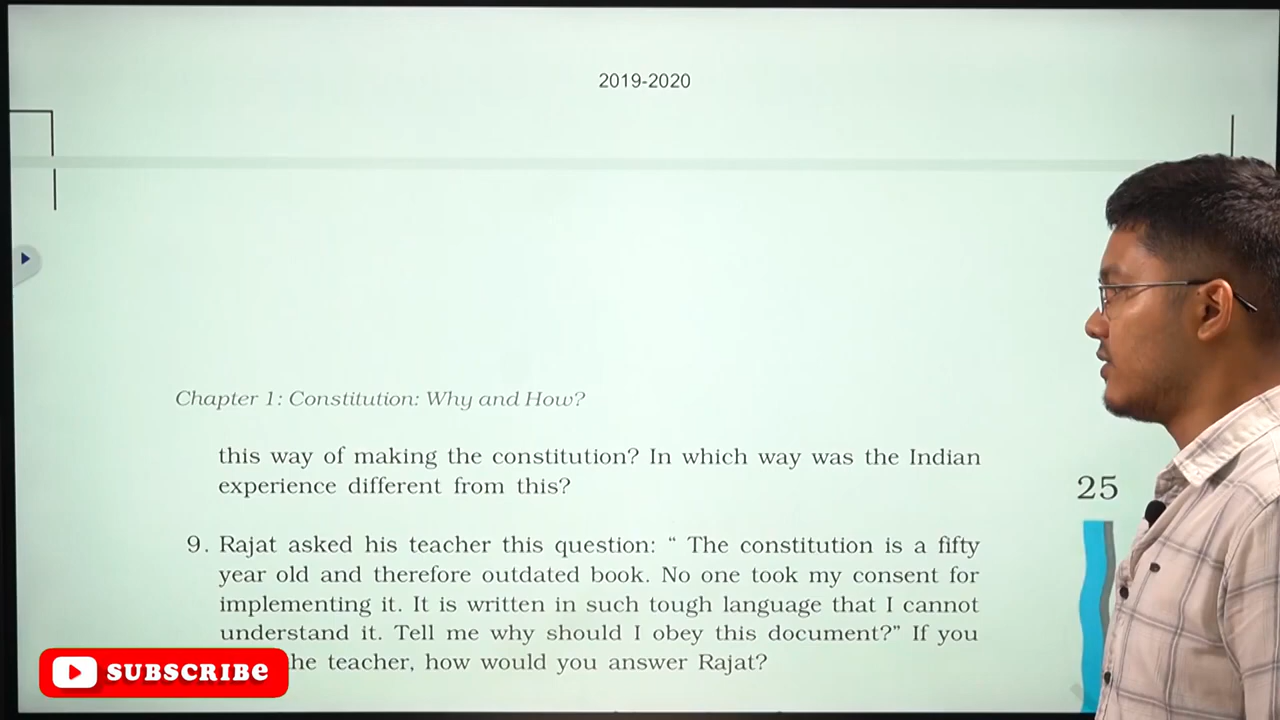 2019-2020
Chapter 1: Constitution: Why and How?
this way of making the constitution? In which way was the Indian
experience different from this?
25
9. Rajat asked his teacher this question: “ The constitution is a fifty
year old and therefore outdated book. No one took my consent for
implementing it. It is written in such tough language that I cannot
understand it. Tell me why should I obey this document?” If you
the teacher, how would you answer Rajat?
SUBSCRIBE